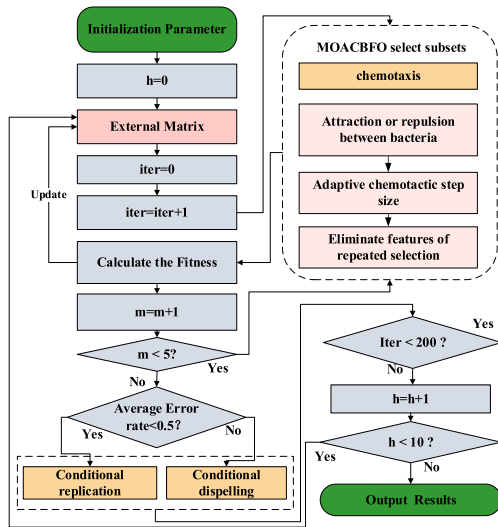 Initialization Parameter
h=0
External Matrix
iter=0
iter=iter+1
Update
Calculate the Fitness
m=m+1
m < 5?
Yes
No
Average Error
rate<0.5?
Yes
No
Conditional
replication
Conditional
dispelling
MOACBFO select subsets
chemotaxis
Attraction or repulsion
between bacteria
Adaptive chemotactic step
size
Eliminate features of
repeated selection
Iter < 200 ?
Yes
No
h=h+1
h < 10 ?
Yes
No
Output Results